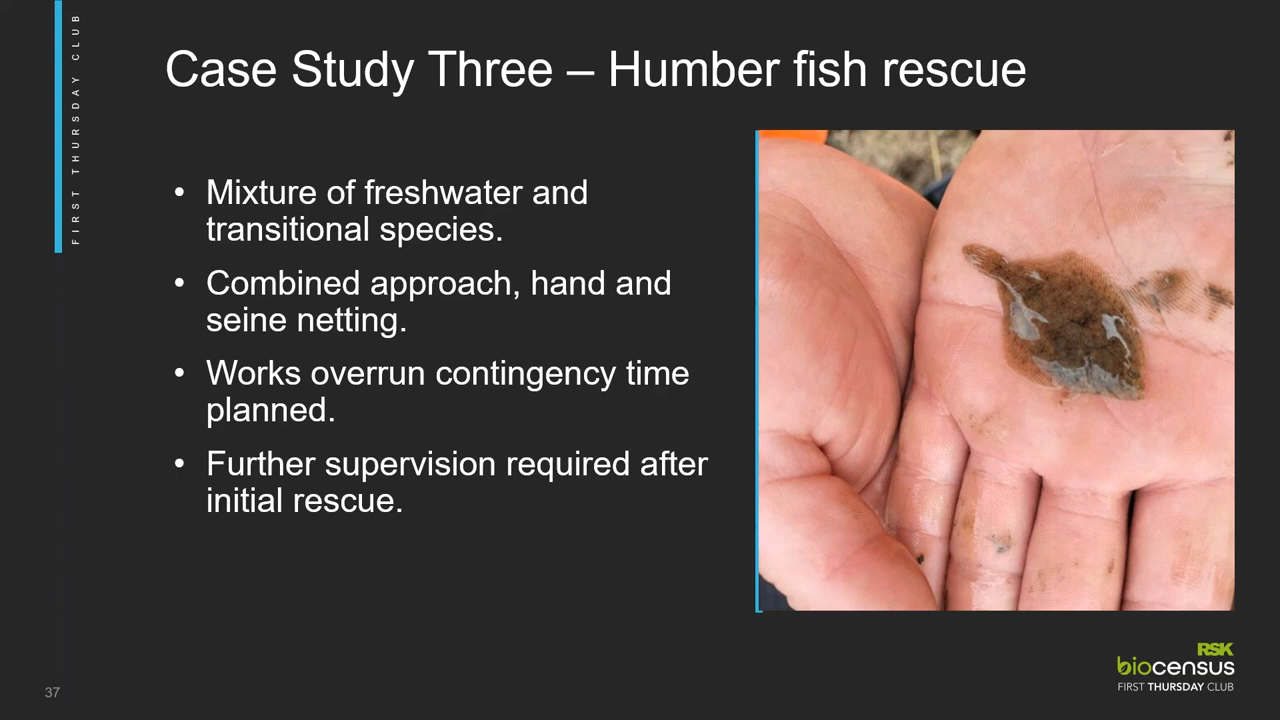 FIRST THURSDAY CLUB
Case Study Three – Humber fish rescue
• Mixture of freshwater and
transitional species.
• Combined approach, hand and
seine netting.
• Works overrun contingency time
planned.
• Further supervision required after
initial rescue.
RSK
biocensus
FIRST THURSDAY CLUB
37